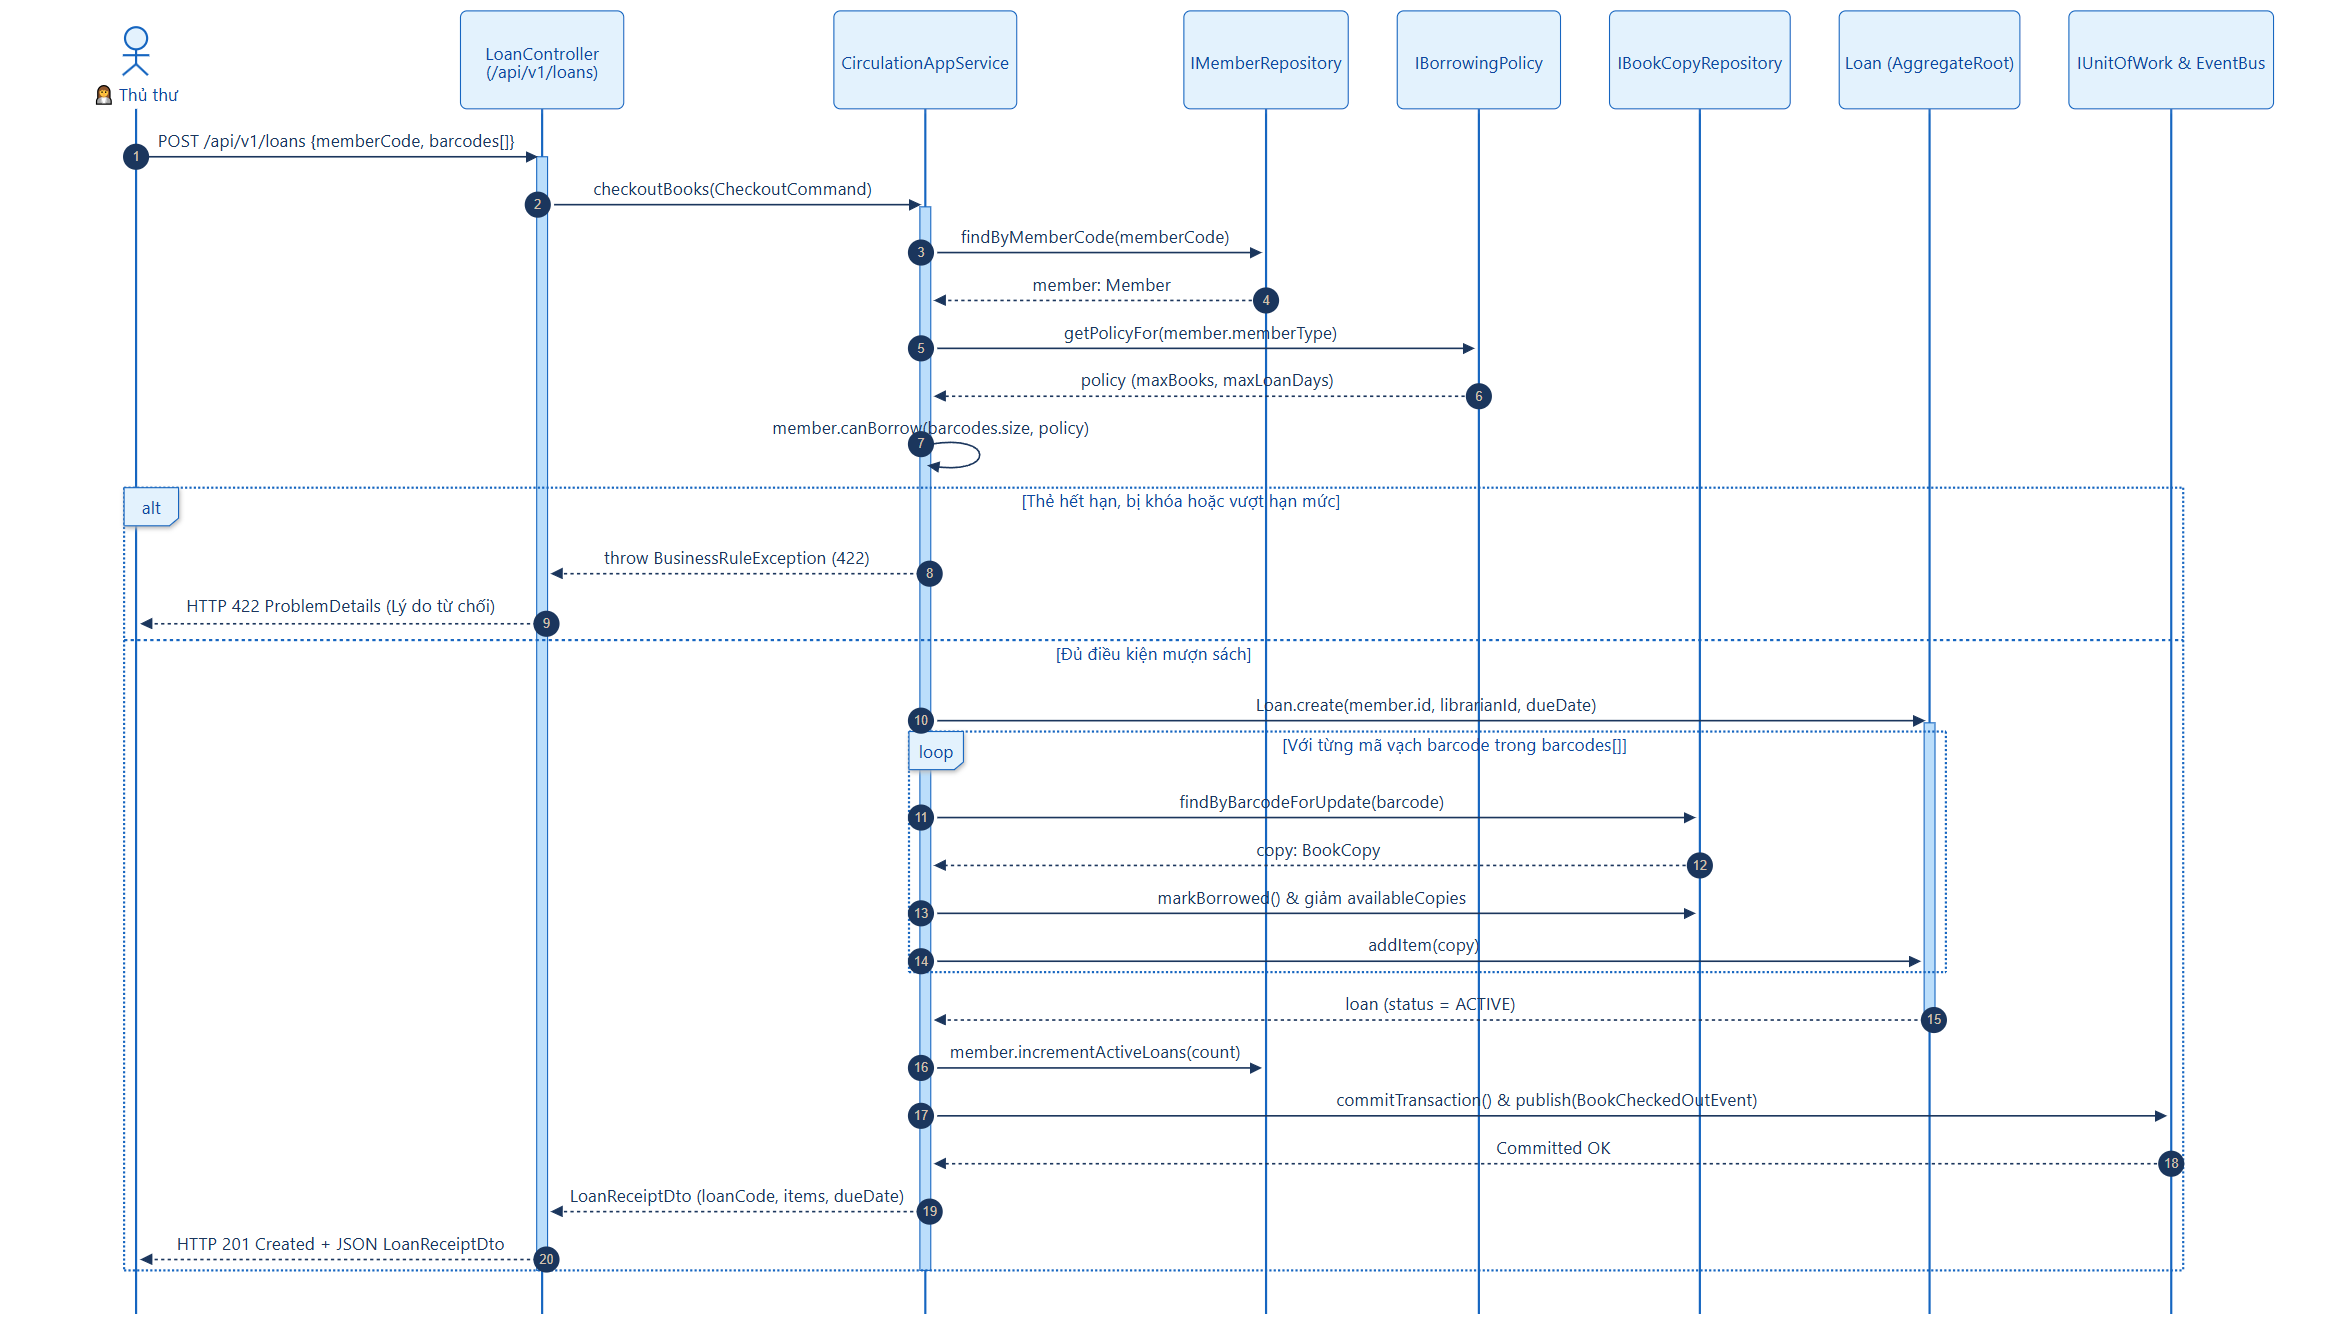 Thủ thư
LoanController
(/api/v1/loans)
CirculationAppService
IMemberRepository
IBorrowingPolicy
IBookCopyRepository
Loan (AggregateRoot)
IUnitOfWork & EventBus
1
POST /api/v1/loans {memberCode, barcodes[]}
2
checkoutBooks(CheckoutCommand)
3
findByMemberCode(memberCode)
member: Member
4
5
getPolicyFor(member.memberType)
policy (maxBooks, maxLoanDays)
6
member.canBorrow(barcodes.size, policy)
7
alt
[Thẻ hết hạn, bị khóa hoặc vượt hạn mức]
throw BusinessRuleException (422)
8
HTTP 422 ProblemDetails (Lý do từ chối)
9
[Đủ điều kiện mượn sách]
10
Loan.create(member.id, librarianId, dueDate)
loop
[Với từng mã vạch barcode trong barcodes[]]
11
findByBarcodeForUpdate(barcode)
copy: BookCopy
12
13
markBorrowed() & giảm availableCopies
14
addItem(copy)
loan (status = ACTIVE)
15
16
member.incrementActiveLoans(count)
17
commitTransaction() & publish(BookCheckedOutEvent)
Committed OK
18
LoanReceiptDto (loanCode, items, dueDate)
19
HTTP 201 Created + JSON LoanReceiptDto
20